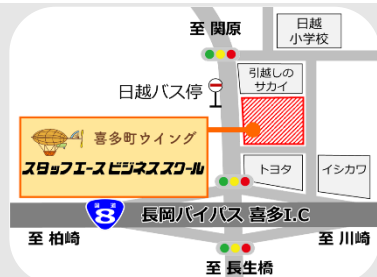 至 関原
日越
小学校
引越しの
サカイ
日越バス停
喜多町ウイング
スタッフエース ビジネススクール
トヨタ
イシカワ
国道
8
長岡バイパス 喜多I.C
至 柏崎
至 川崎
至 長生橋